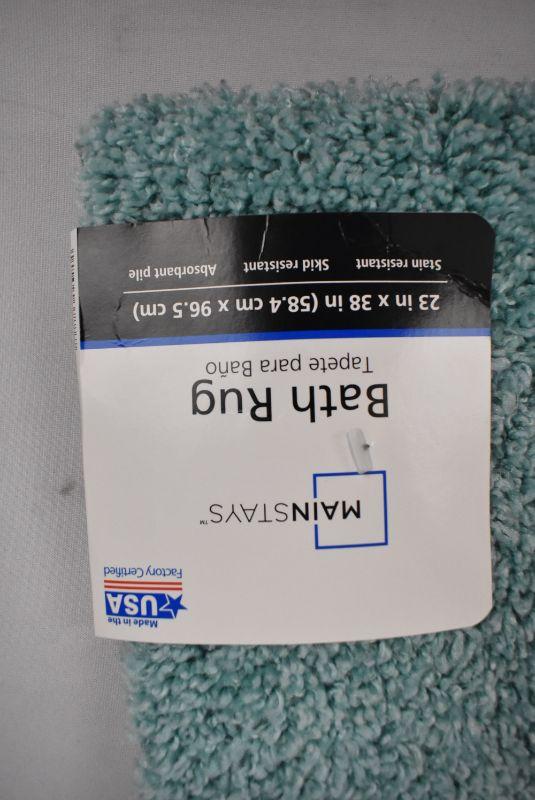 Made in the
USA
Factory Certified
MAINSTAYS™
Bath Rug
Tapete para Baño
23 in x 38 in (58.4 cm x 96.5 cm)
Stain resistant Skid resistant Absorbant pile